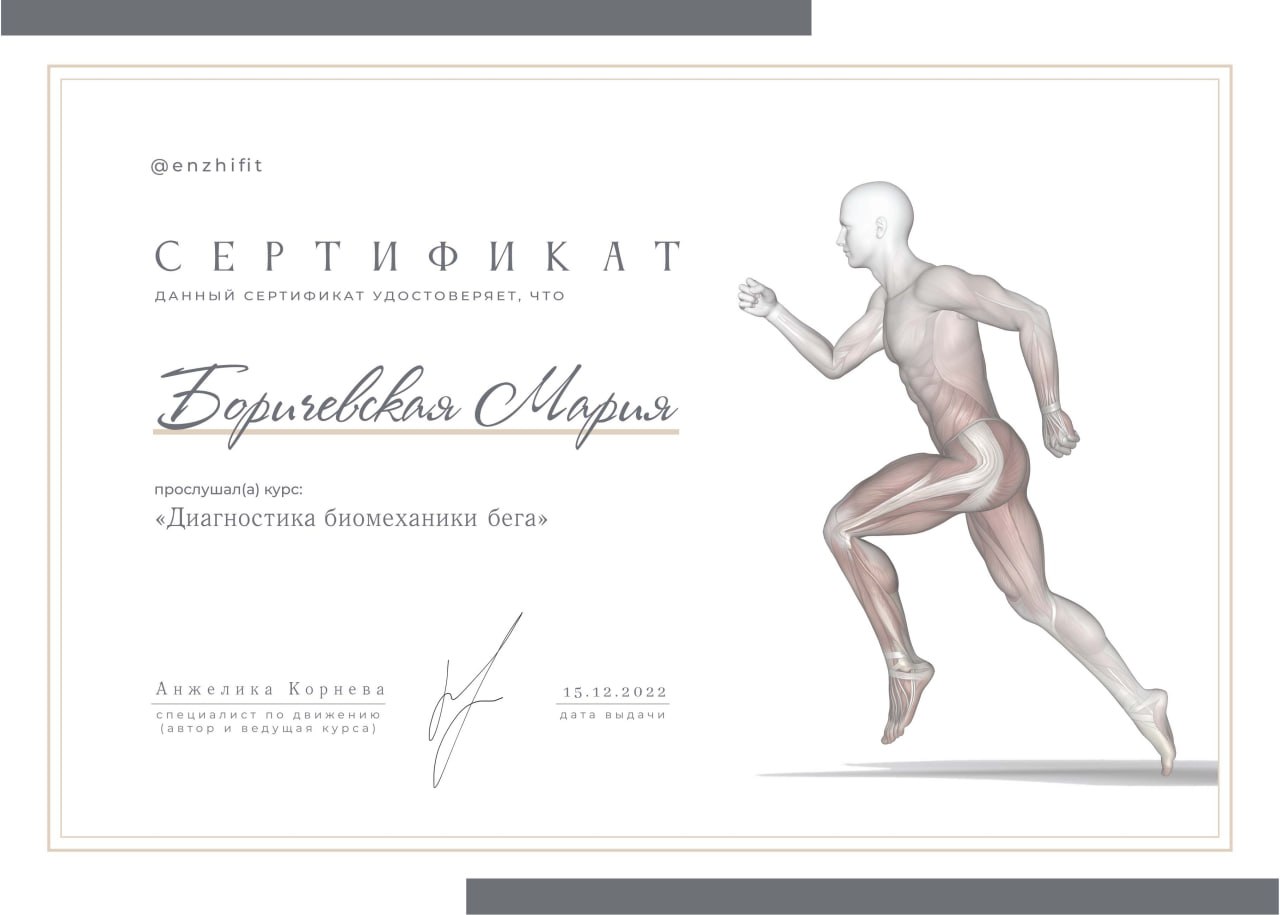 @enzhifit
СЕРТИФИКАТ
ДАННЫЙ СЕРТИФИКАТ УДОСТОВЕРЯЕТ, ЧТО
Боричевская Мария
прослушал(а) курс:
«Диагностика биомеханики бега»
Анжелика Корнева
специалист по движению
(автор и ведущая курса)
15.12.2022
дата выдачи